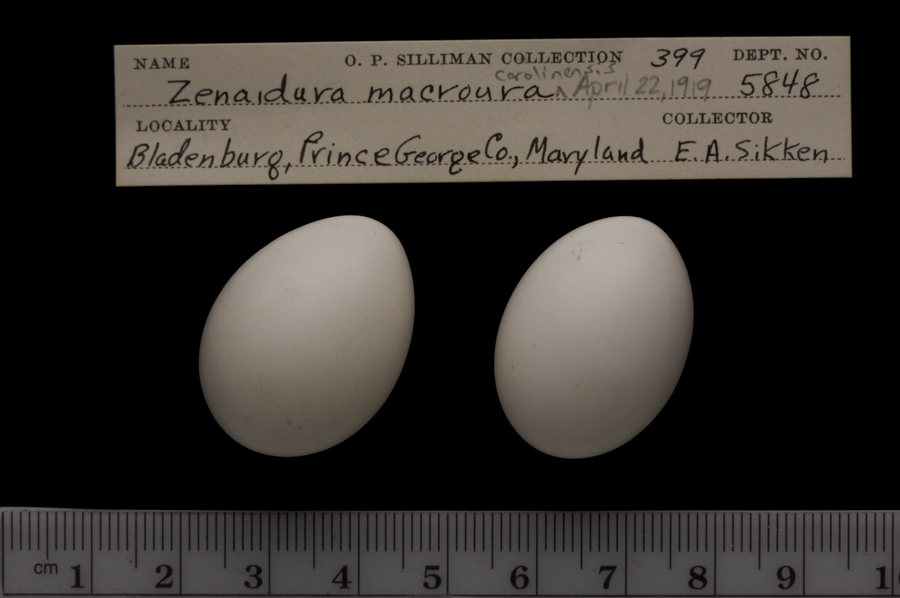 NAME O. P. SILLIMAN COLLECTION 399 DEPT. NO.
carolinensis
Zenaidura macroura ^ April 22, 1919 5848
LOCALITY COLLECTOR
Bladenburg, Prince George Co., Maryland E. A. Sikken
cm 1 2 3 4 5 6 7 8 9 1